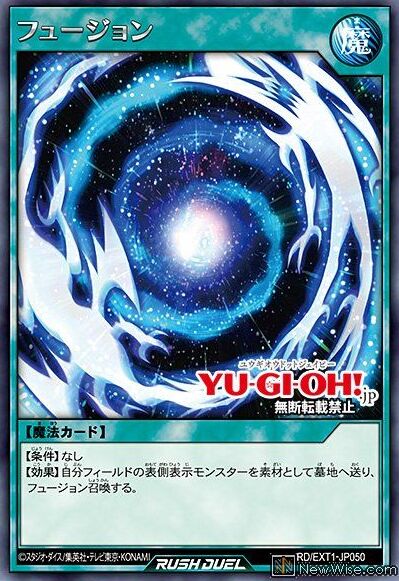 フュージョン
魔
ユウギオウドットジェイピー
YU-GI-OH!.jp
無断転載禁止
【魔法カード】
【条件】なし
【効果】自分フィールドの表側表示モンスターを素材として墓地へ送り、
フュージョン召喚する。
©スタジオ・ダイス/集英社・テレビ東京・KONAMI
RUSH DUEL
RD/EXT1-JP050
N NewWise.com